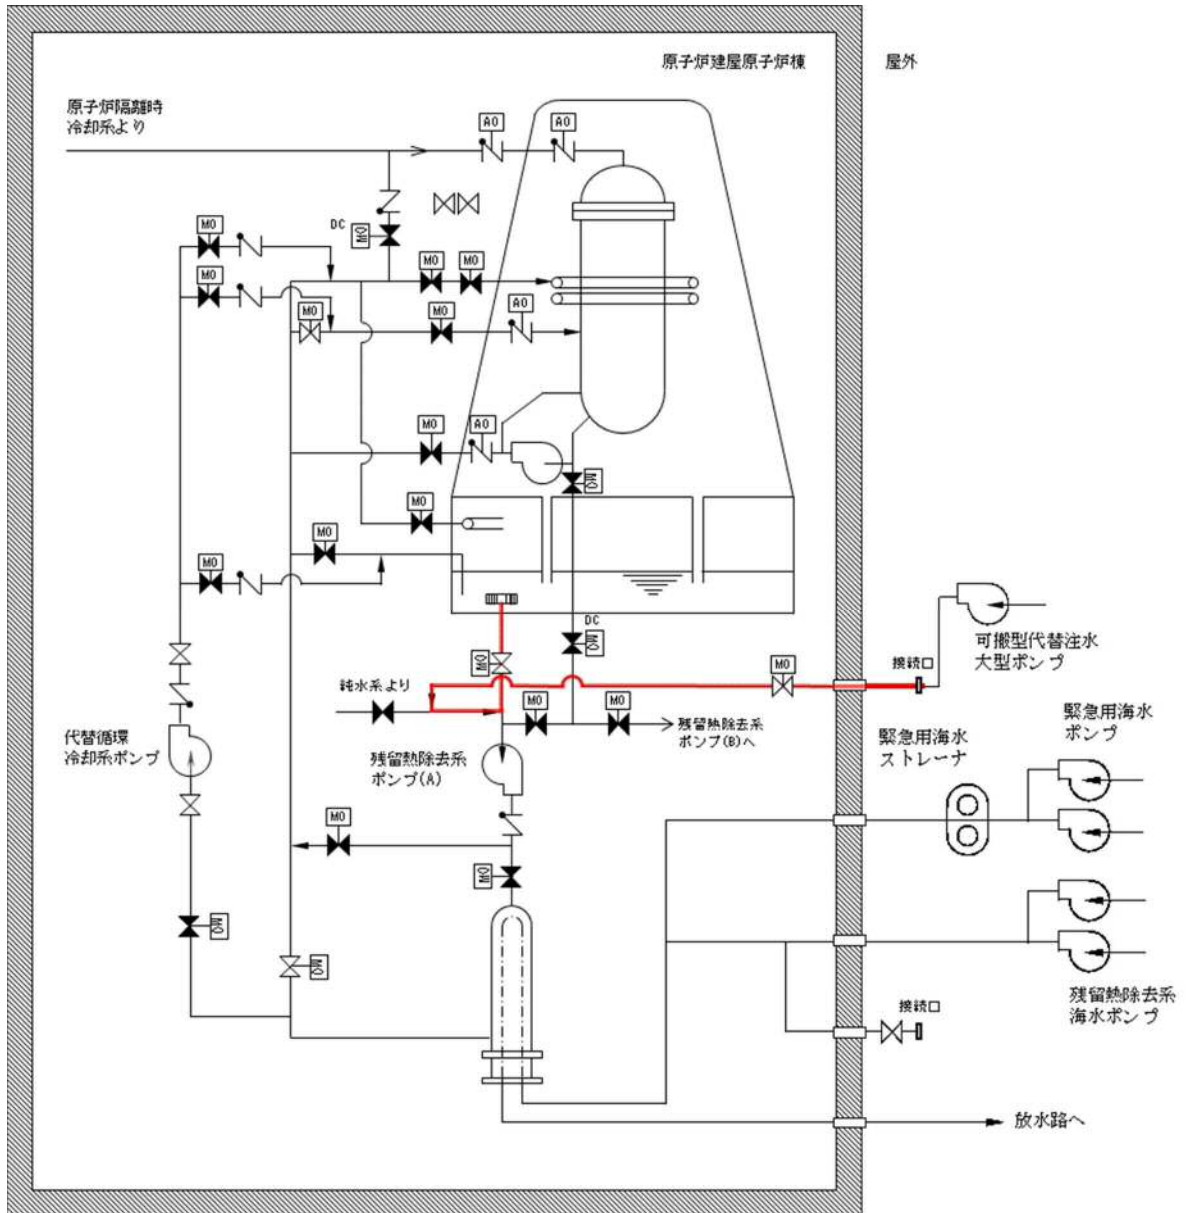 原子炉建屋原子炉棟
屋外
原子炉隔離時
冷却系より
AO
AO
MO
DC
MO
MO
MO
MO
MO
MO
AO
MO
AO
MO
MO
MO
MO
MO
DC
MO
MO
MO
接続口
可搬型代替注水
大型ポンプ
純水系より
MO
MO
残留熱除去系
ポンプ(B)へ
緊急用海水
ポンプ
緊急用海水
ストレーナ
代替循環
冷却系ポンプ
残留熱除去系
ポンプ(A)
MO
MO
MO
MO
接続口
残留熱除去系
海水ポンプ
放水路へ